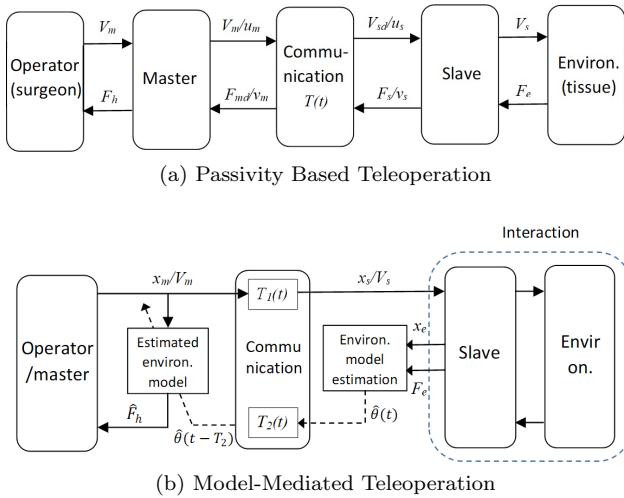 V_m
V_m/u_m
V_sd/u_s
V_s
Operator
(surgeon)
Master
Commu-
nication
T(t)
Slave
Environ.
(tissue)
F_h
F_md/v_m
F_s/v_s
F_e
(a) Passivity Based Teleoperation
Interaction
x_m/V_m
x_s/V_s
T_1(t)
Operator
/master
Estimated
environ.
model
Commu
nication
Environ.
model
estimation
x_e
F_e
Slave
Envir
on.
F̂_h
θ̂(t − T_2)
T_2(t)
θ̂(t)
(b) Model-Mediated Teleoperation